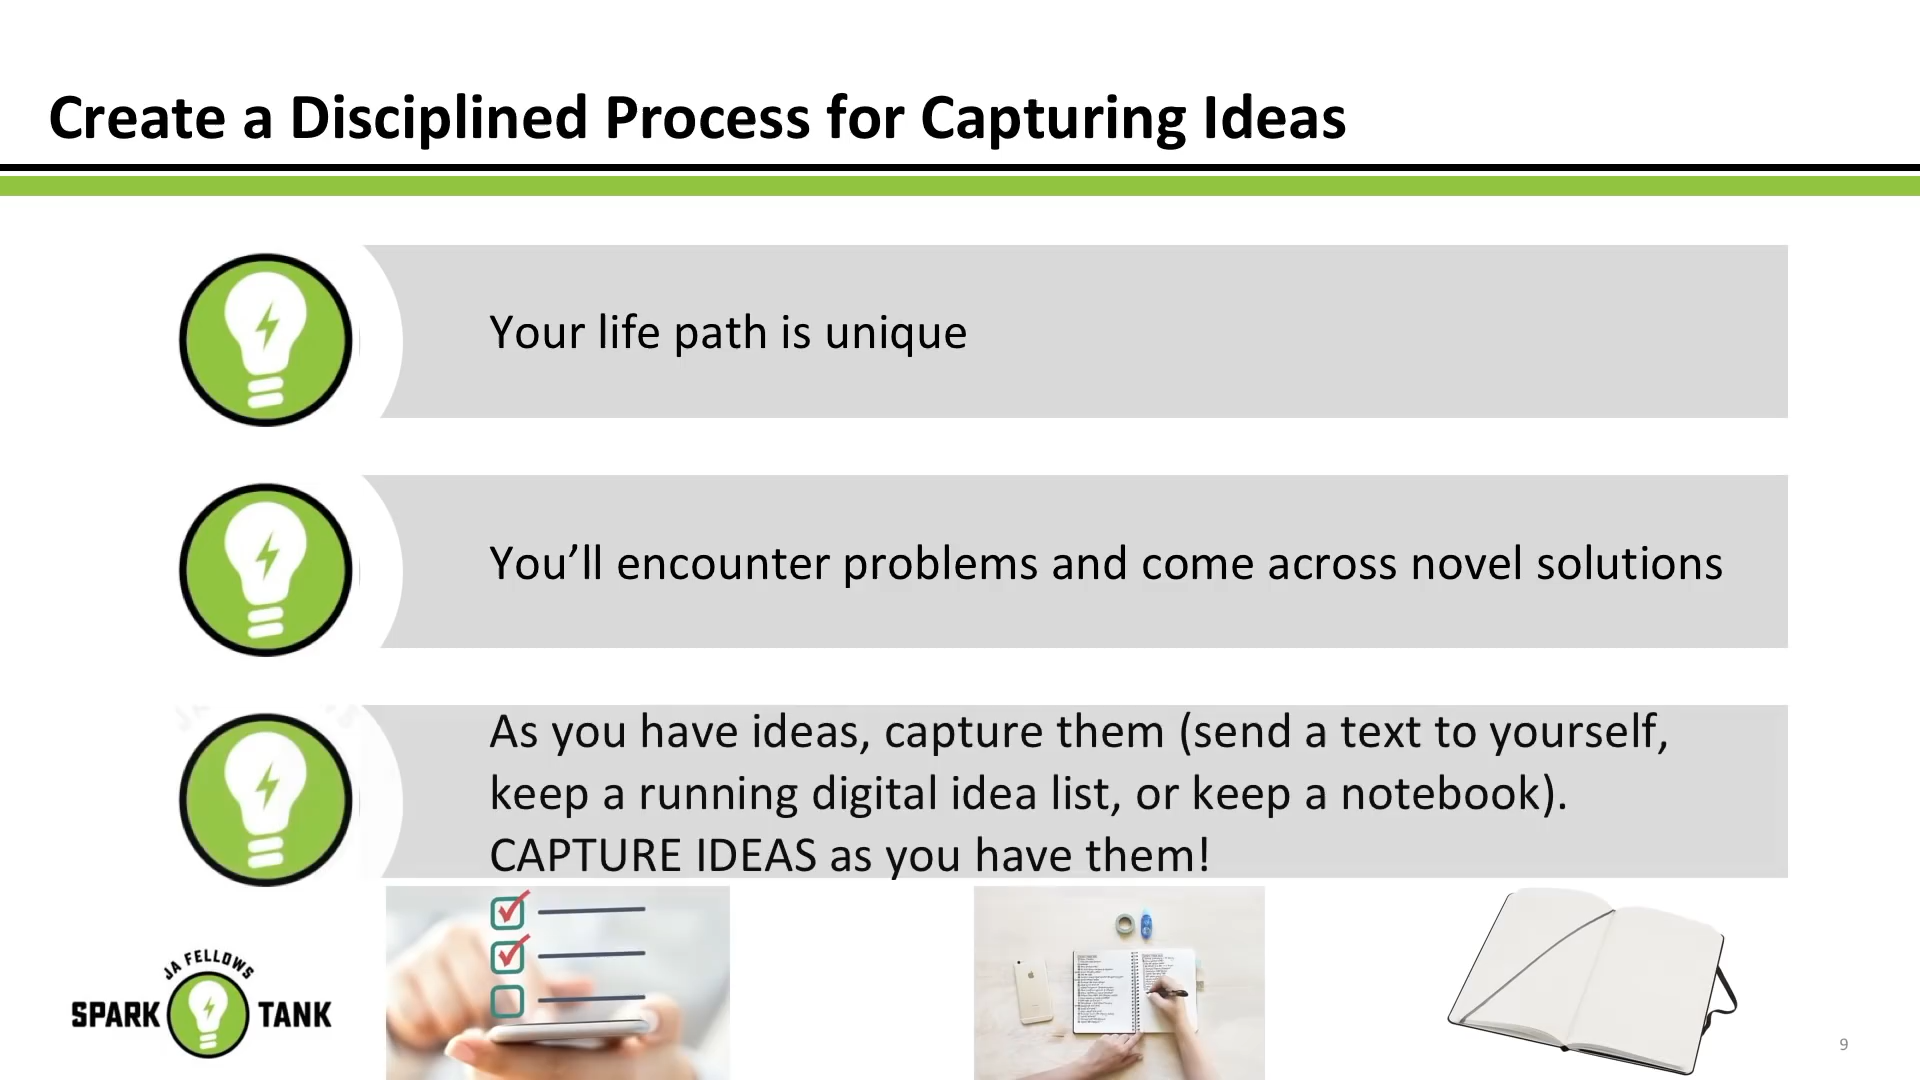 Create a Disciplined Process for Capturing Ideas
Your life path is unique
You’ll encounter problems and come across novel solutions
As you have ideas, capture them (send a text to yourself,
keep a running digital idea list, or keep a notebook).
CAPTURE IDEAS as you have them!
JA FELLOWS
SPARK TANK
9